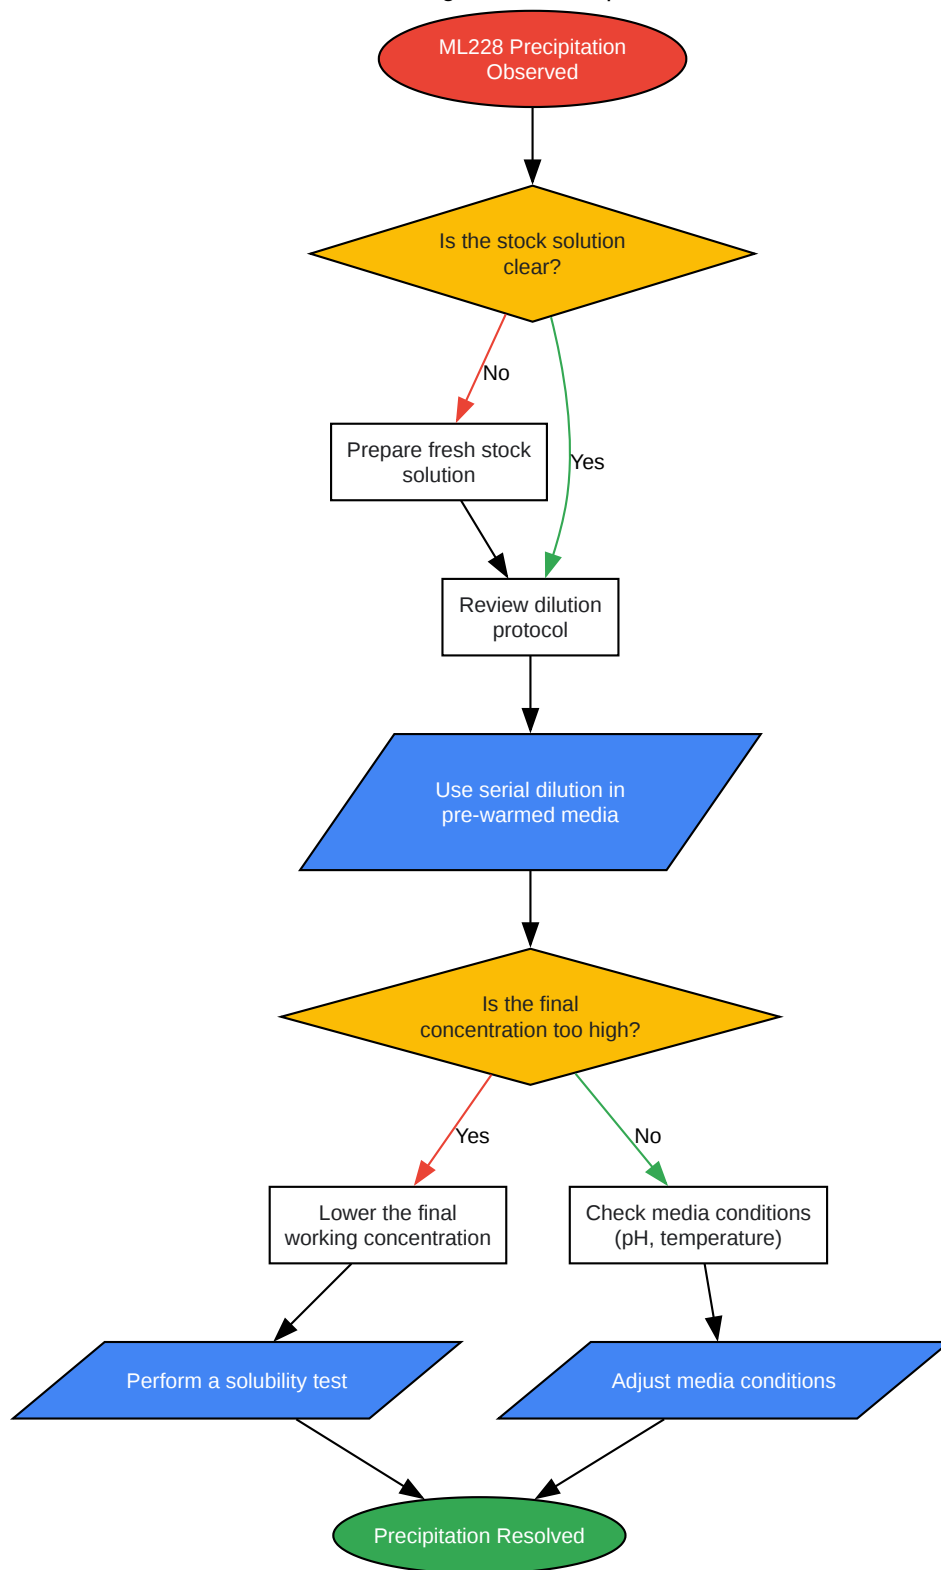 ML228 Precipitation
Observed
Is the stock solution
clear?
No
Prepare fresh stock
solution
Yes
Review dilution
protocol
Use serial dilution in
pre-warmed media
Is the final
concentration too high?
Yes
No
Lower the final
working concentration
Check media conditions
(pH, temperature)
Perform a solubility test
Adjust media conditions
Precipitation Resolved